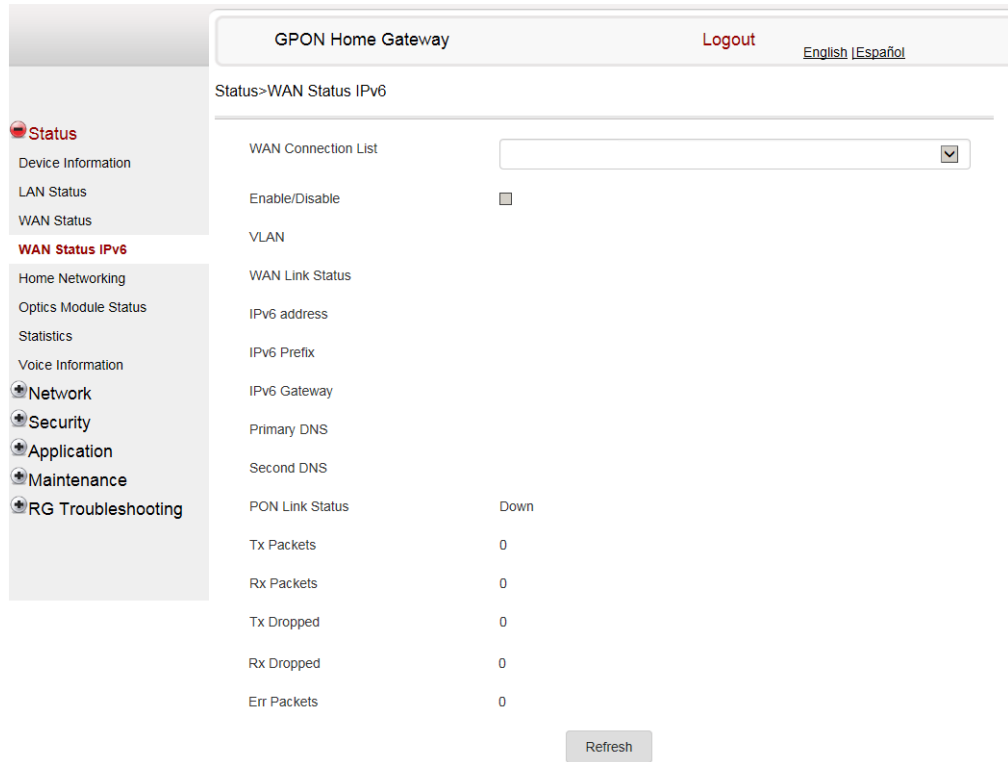 GPON Home Gateway
Logout
English |Español
Status>WAN Status IPv6
Status
Device Information
LAN Status
WAN Status
WAN Status IPv6
Home Networking
Optics Module Status
Statistics
Voice Information
Network
Security
Application
Maintenance
RG Troubleshooting
WAN Connection List
Enable/Disable
VLAN
WAN Link Status
IPv6 address
IPv6 Prefix
IPv6 Gateway
Primary DNS
Second DNS
PON Link Status Down
Tx Packets 0
Rx Packets 0
Tx Dropped 0
Rx Dropped 0
Err Packets 0
Refresh